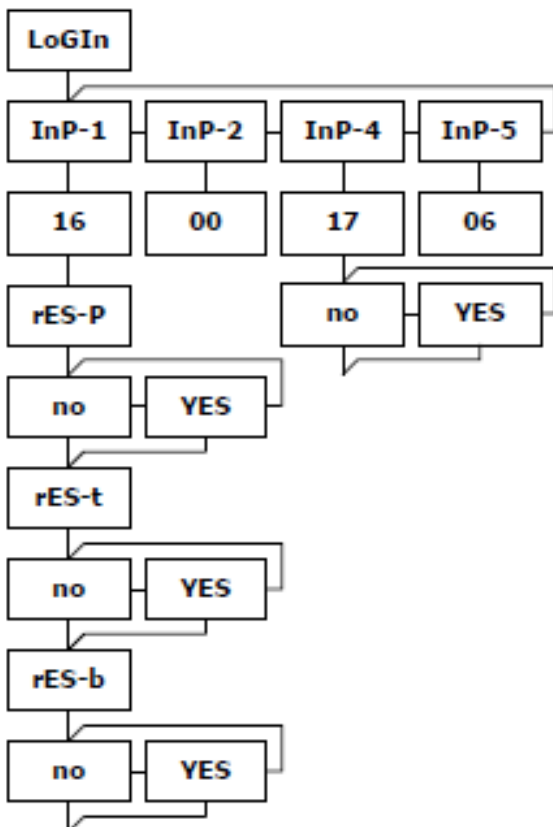 LoGIn
InP-1 InP-2 InP-4 InP-5
16 00 17 06
rES-P no YES
no YES
rES-t
no YES
rES-b
no YES